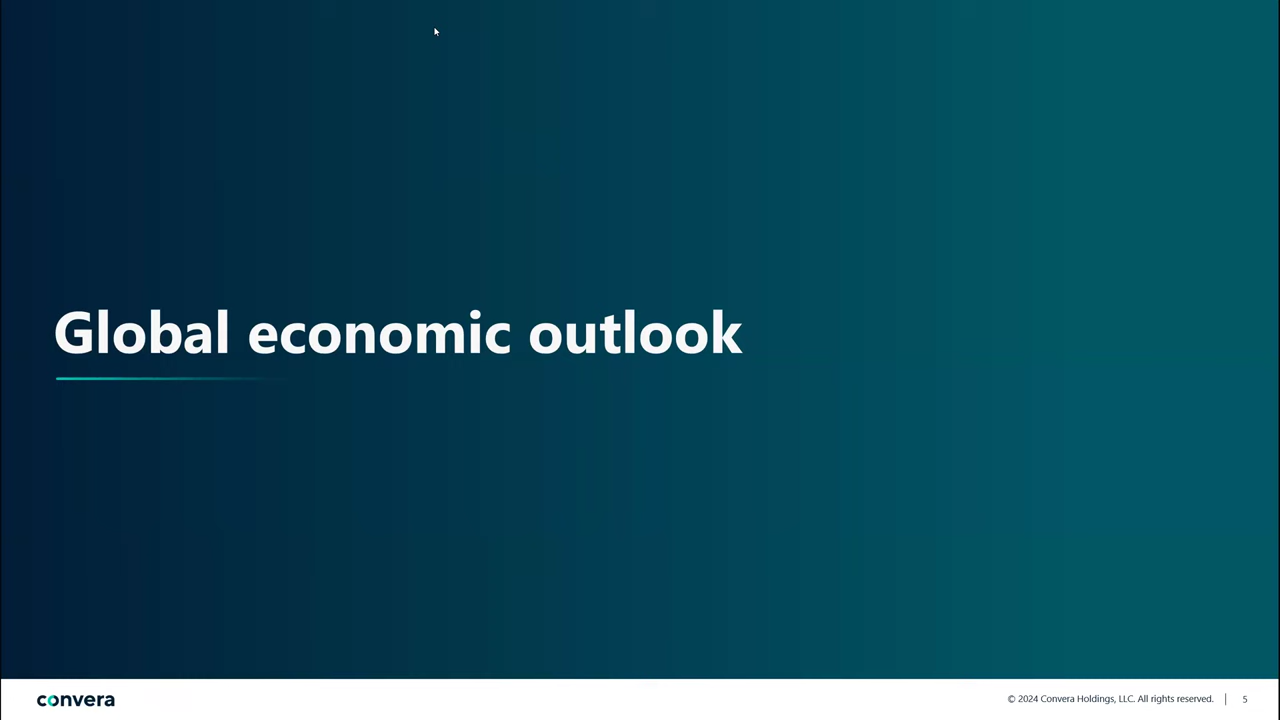 Global economic outlook
convera
© 2024 Convera Holdings, LLC. All rights reserved. | 5